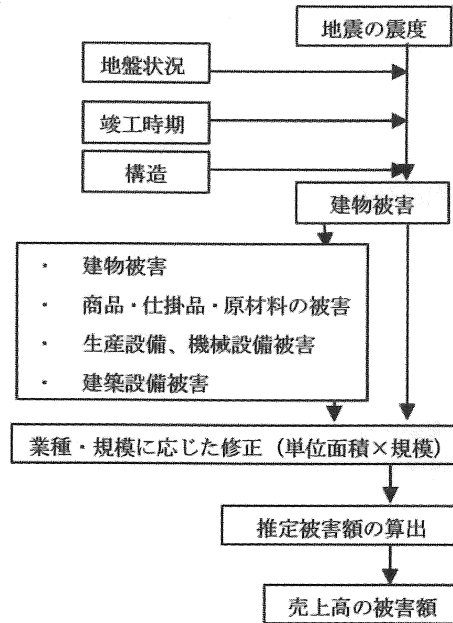 地震の震度
地盤状況
竣工時期
構造
建物被害
・ 建物被害
・ 商品・仕掛品・原材料の被害
・ 生産設備、機械設備被害
・ 建築設備被害
業種・規模に応じた修正（単位面積×規模）
推定被害額の算出
売上高の被害額